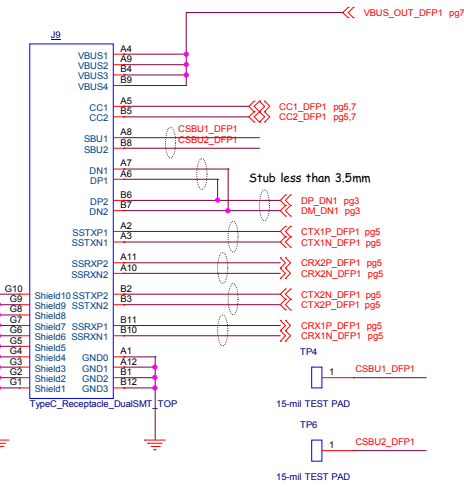 VBUS_OUT_DFP1 pg7
J9
VBUS1 A4
VBUS2 A9
VBUS3 B4
VBUS4 B9
CC1 A5 CC1_DFP1 pg5,7
CC2 B5 CC2_DFP1 pg5,7
SBU1 A8 CSBU1_DFP1
SBU2 B8 CSBU2_DFP1
DN1 A7
DP1 A6
Stub less than 3.5mm
DP2 B6 DP_DN1 pg3
DN2 B7 DM_DN1 pg3
SSTXP1 A2 CTX1P_DFP1 pg5
SSTXN1 A3 CTX1N_DFP1 pg5
SSRXP2 A11 CRX2P_DFP1 pg5
SSRXN2 A10 CRX2N_DFP1 pg5
G10 Shield10 SSTXP2 B2 CTX2N_DFP1 pg5
G9 Shield9 SSTXN2 B3 CTX2P_DFP1 pg5
G8 Shield8
G7 Shield7 SSRXP1 B11 CRX1P_DFP1 pg5
G6 Shield6 SSRXN1 B10 CRX1N_DFP1 pg5
G5 Shield5
G4 Shield4 GND0 A1
G3 Shield3 GND1 A12
G2 Shield2 GND2 B1
G1 Shield1 GND3 B12
TypeC_Receptacle_DualSMT_TOP
TP4
1 CSBU1_DFP1
15-mil TEST PAD
TP6
1 CSBU2_DFP1
15-mil TEST PAD